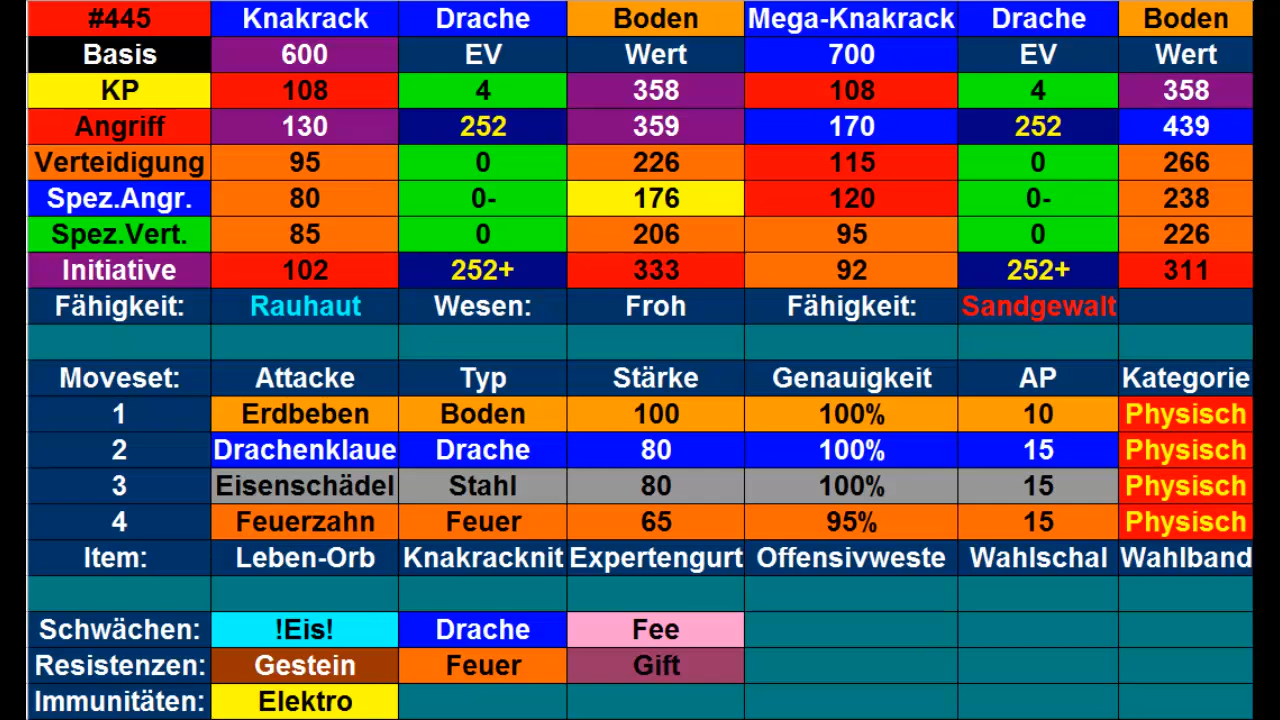 #445 Knakrack Drache Boden Mega-Knakrack Drache Boden
Basis 600 EV Wert 700 EV Wert
KP 108 4 358 108 4 358
Angriff 130 252 359 170 252 439
Verteidigung 95 0 226 115 0 266
Spez.Angr. 80 0- 176 120 0- 238
Spez.Vert. 85 0 206 95 0 226
Initiative 102 252+ 333 92 252+ 311
Fähigkeit: Rauhaut Wesen: Froh Fähigkeit: Sandgewalt
Moveset: Attacke Typ Stärke Genauigkeit AP Kategorie
1 Erdbeben Boden 100 100% 10 Physisch
2 Drachenklaue Drache 80 100% 15 Physisch
3 Eisenschädel Stahl 80 100% 15 Physisch
4 Feuerzahn Feuer 65 95% 15 Physisch
Item: Leben-Orb Knakracknit Expertengurt Offensivweste Wahlschal Wahlband
Schwächen: !Eis! Drache Fee
Resistenzen: Gestein Feuer Gift
Immunitäten: Elektro